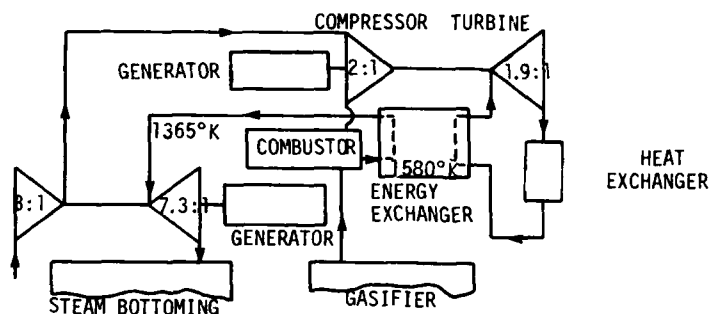 COMPRESSOR TURBINE
GENERATOR
2:1
1.9:1
1365°K
COMBUSTOR
580°K
HEAT
EXCHANGER
ENERGY
EXCHANGER
8:1
7.3:1
GENERATOR
STEAM BOTTOMING
GASIFIER